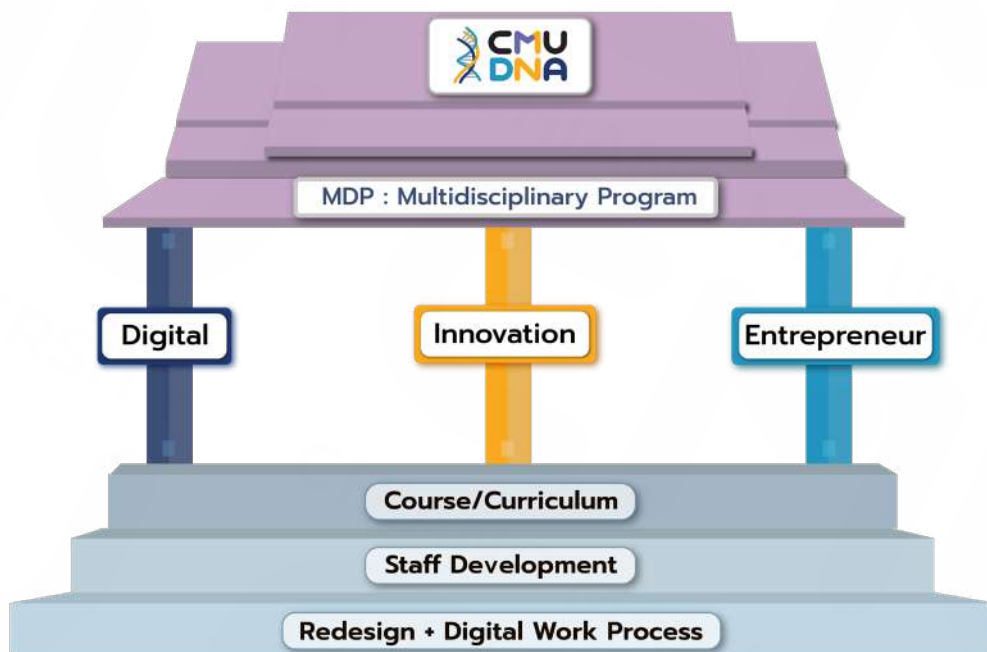 CMU
DNA
MDP : Multidisciplinary Program
Digital
Innovation
Entrepreneur
Course/Curriculum
Staff Development
Redesign + Digital Work Process